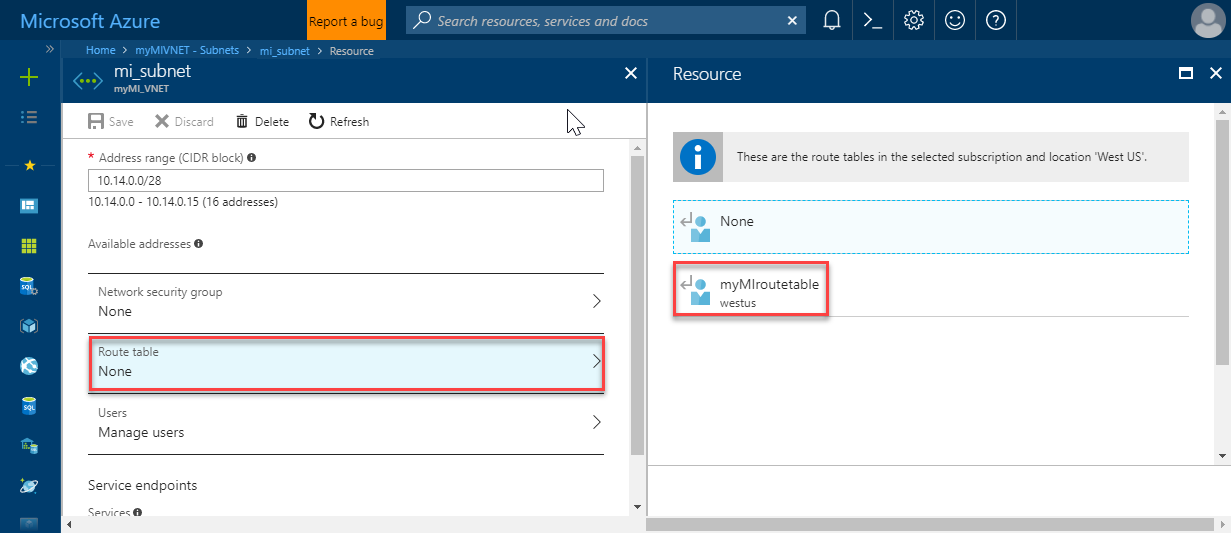 Microsoft Azure
Report a bug
Search resources, services and docs
Home > myMIVNET - Subnets > mi_subnet > Resource
mi_subnet
myMI_VNET
Save Discard Delete Refresh
* Address range (CIDR block)
10.14.0.0/28
10.14.0.0 - 10.14.0.15 (16 addresses)
Available addresses
Network security group
None
Route table
None
Users
Manage users
Service endpoints
Services
Resource
These are the route tables in the selected subscription and location 'West US'.
None
myMIroutetable
westus